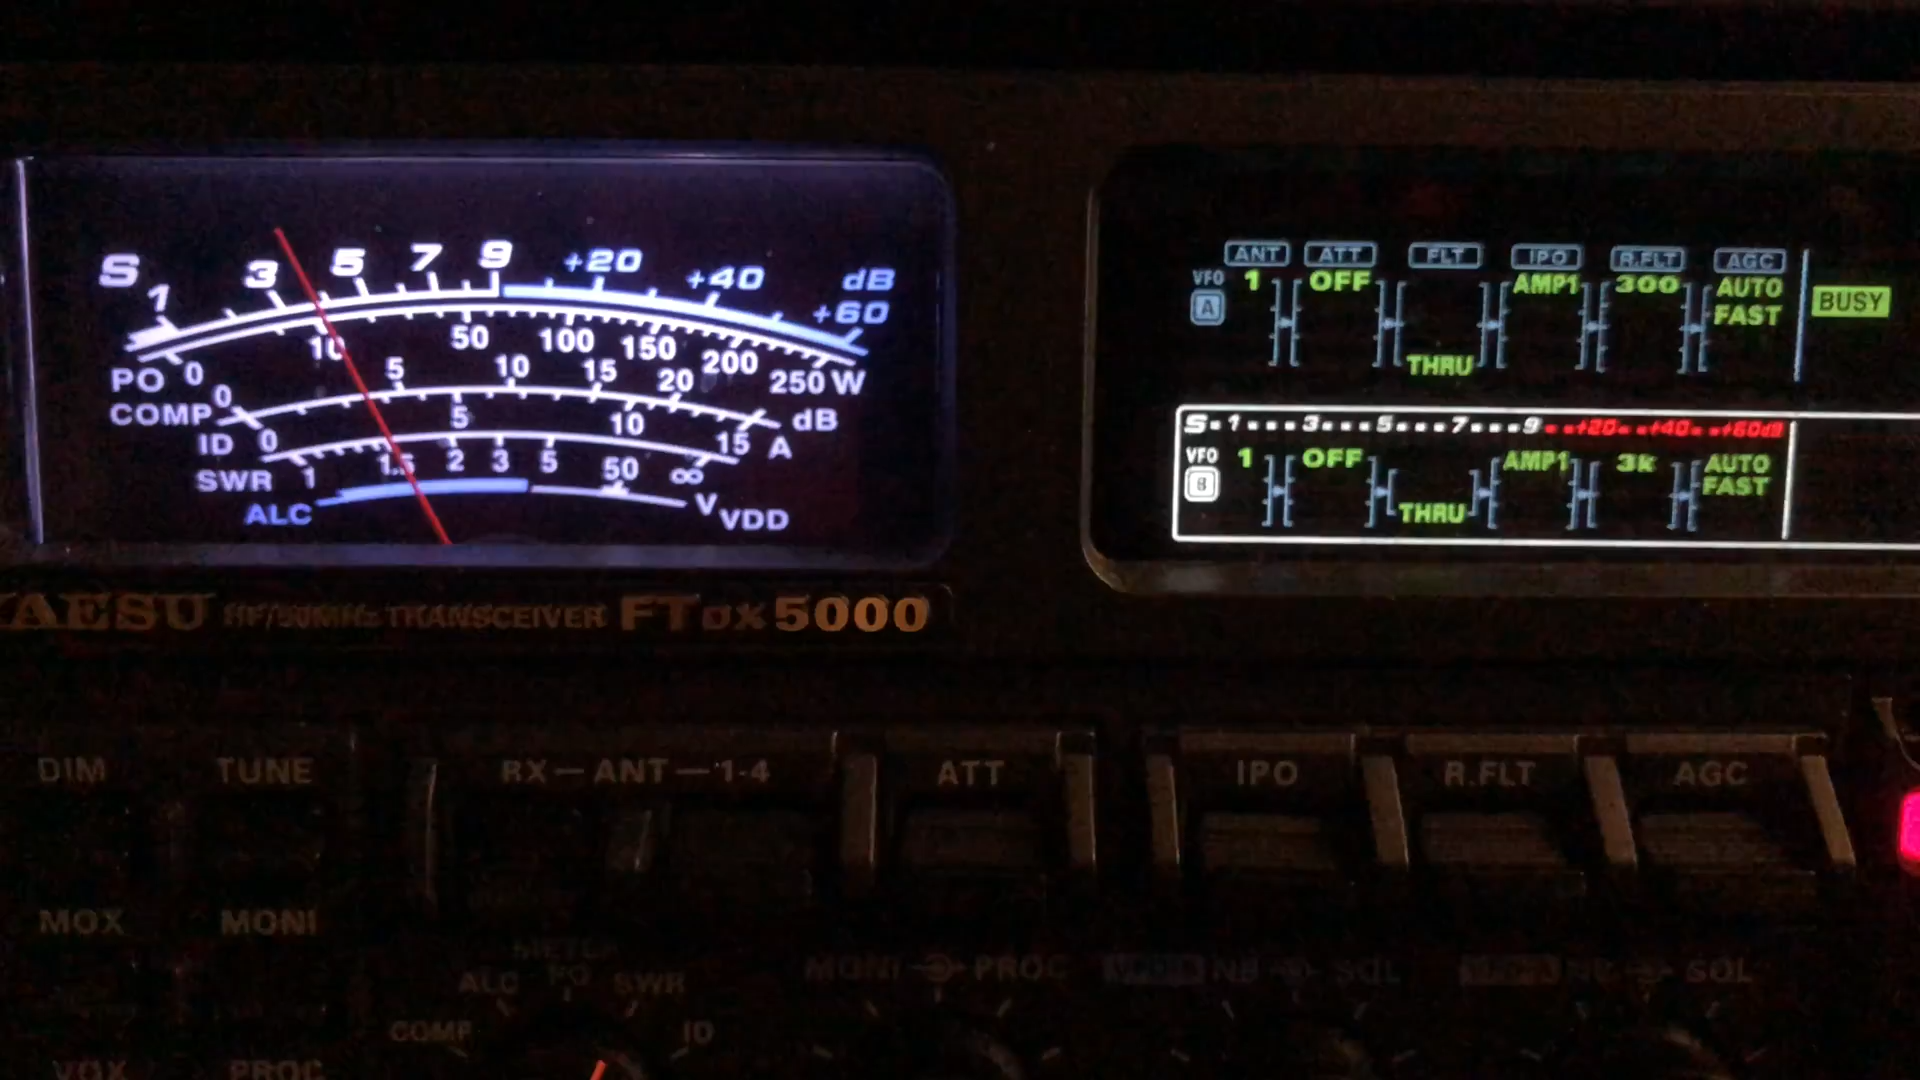 S 1 3 5 7 9 +20 +40 +60 dB
PO 0 10 50 100 150 200 250 W
COMP 0 5 10 15 20 dB
ID 0 5 10 15 A
SWR 1 1.5 2 3 5 50 ∞
ALC V VDD
YAESU HF/50MHz TRANSCEIVER FTDX5000
ANT ATT FLT IPO R.FLT AGC
VFO A 1 OFF THRU AMP1 300 AUTO FAST BUSY
S 1 3 5 7 9 +20 +40 +60dB
VFO B 1 OFF THRU AMP1 3k AUTO FAST
DIM TUNE RX-ANT-1-4 ATT IPO R.FLT AGC
MOX MONI
METER
ALC PO SWR MONI PROC NB SQL SQL
COMP ID
VOX PROC